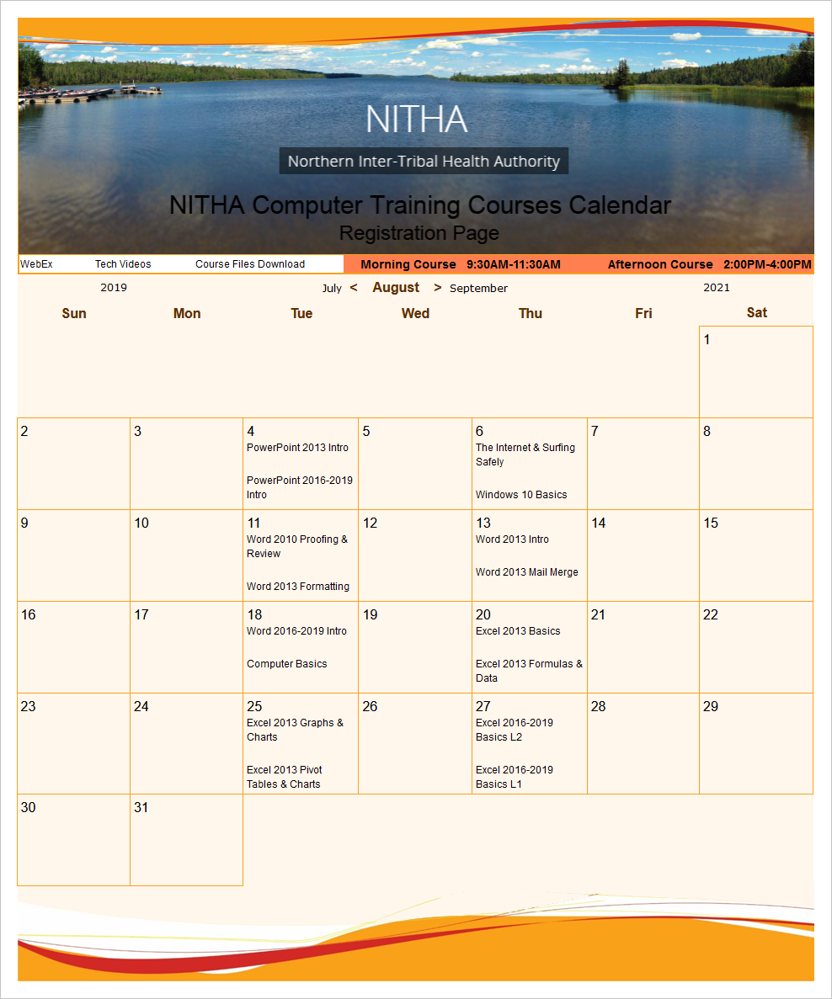 NITHA
Northern Inter-Tribal Health Authority
NITHA Computer Training Courses Calendar
Registration Page
WebEx Tech Videos Course Files Download Morning Course 9:30AM-11:30AM Afternoon Course 2:00PM-4:00PM
2019 July < August > September 2021
Sun Mon Tue Wed Thu Fri Sat
1
2 3 4 5 6 7 8
PowerPoint 2013 Intro
PowerPoint 2016-2019
Intro
The Internet & Surfing
Safely
Windows 10 Basics
9 10 11 12 13 14 15
Word 2010 Proofing &
Review
Word 2013 Formatting
Word 2013 Intro
Word 2013 Mail Merge
16 17 18 19 20 21 22
Word 2016-2019 Intro
Computer Basics
Excel 2013 Basics
Excel 2013 Formulas &
Data
23 24 25 26 27 28 29
Excel 2013 Graphs &
Charts
Excel 2013 Pivot
Tables & Charts
Excel 2016-2019
Basics L2
Excel 2016-2019
Basics L1
30 31